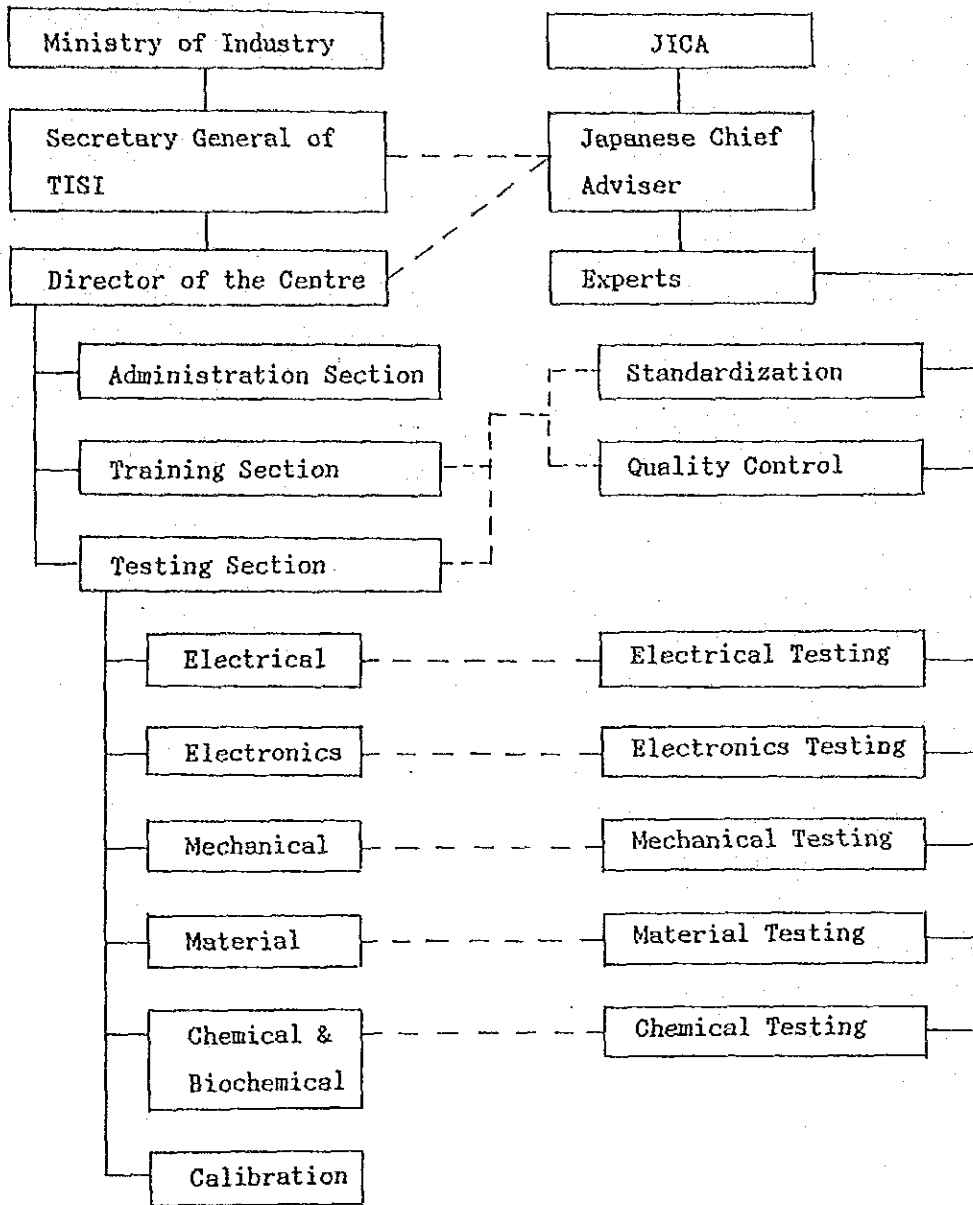 Ministry of Industry
JICA
Secretary General of
TISI
Japanese Chief
Adviser
Director of the Centre
Experts
Administration Section
Standardization
Training Section
Quality Control
Testing Section
Electrical
Electrical Testing
Electronics
Electronics Testing
Mechanical
Mechanical Testing
Material
Material Testing
Chemical &
Biochemical
Chemical Testing
Calibration